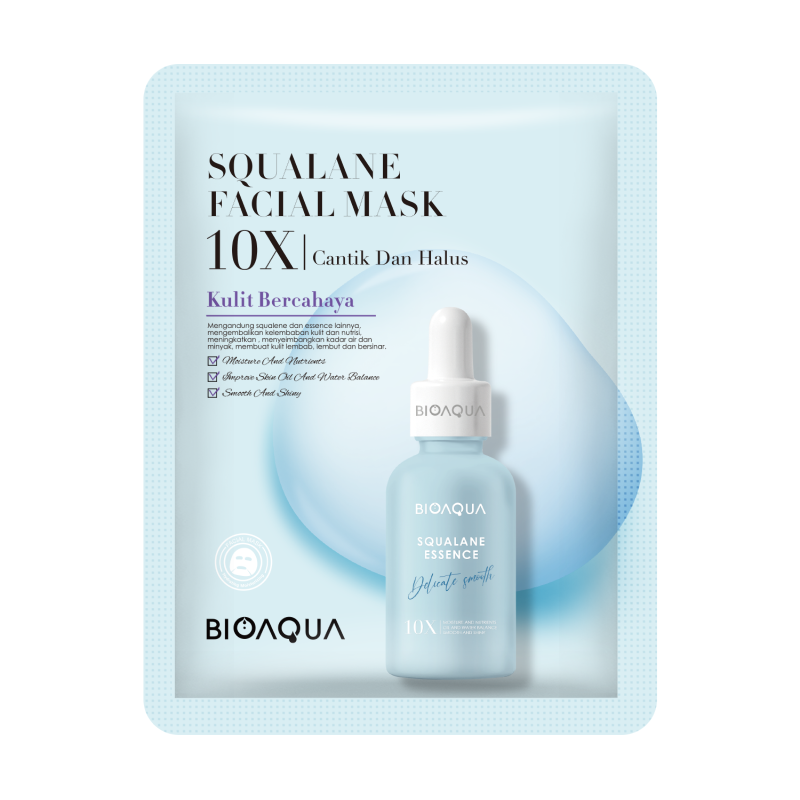 SQUALANE
FACIAL MASK
10X | Cantik Dan Halus
Kulit Bercahaya
Mengandung squalene dan essence lainnya,
mengembalikan kelembaban kulit dan nutrisi,
meningkatkan , menyeimbangkan kadar air dan
minyak, membuat kulit lembab, lembut dan bersinar.
Moisture And Nutrients
Improve Skin Oil And Water Balance
Smooth And Shiny
BIOAQUA
BIOAQUA
SQUALANE
ESSENCE
Delicate smooth
10X
BIOAQUA